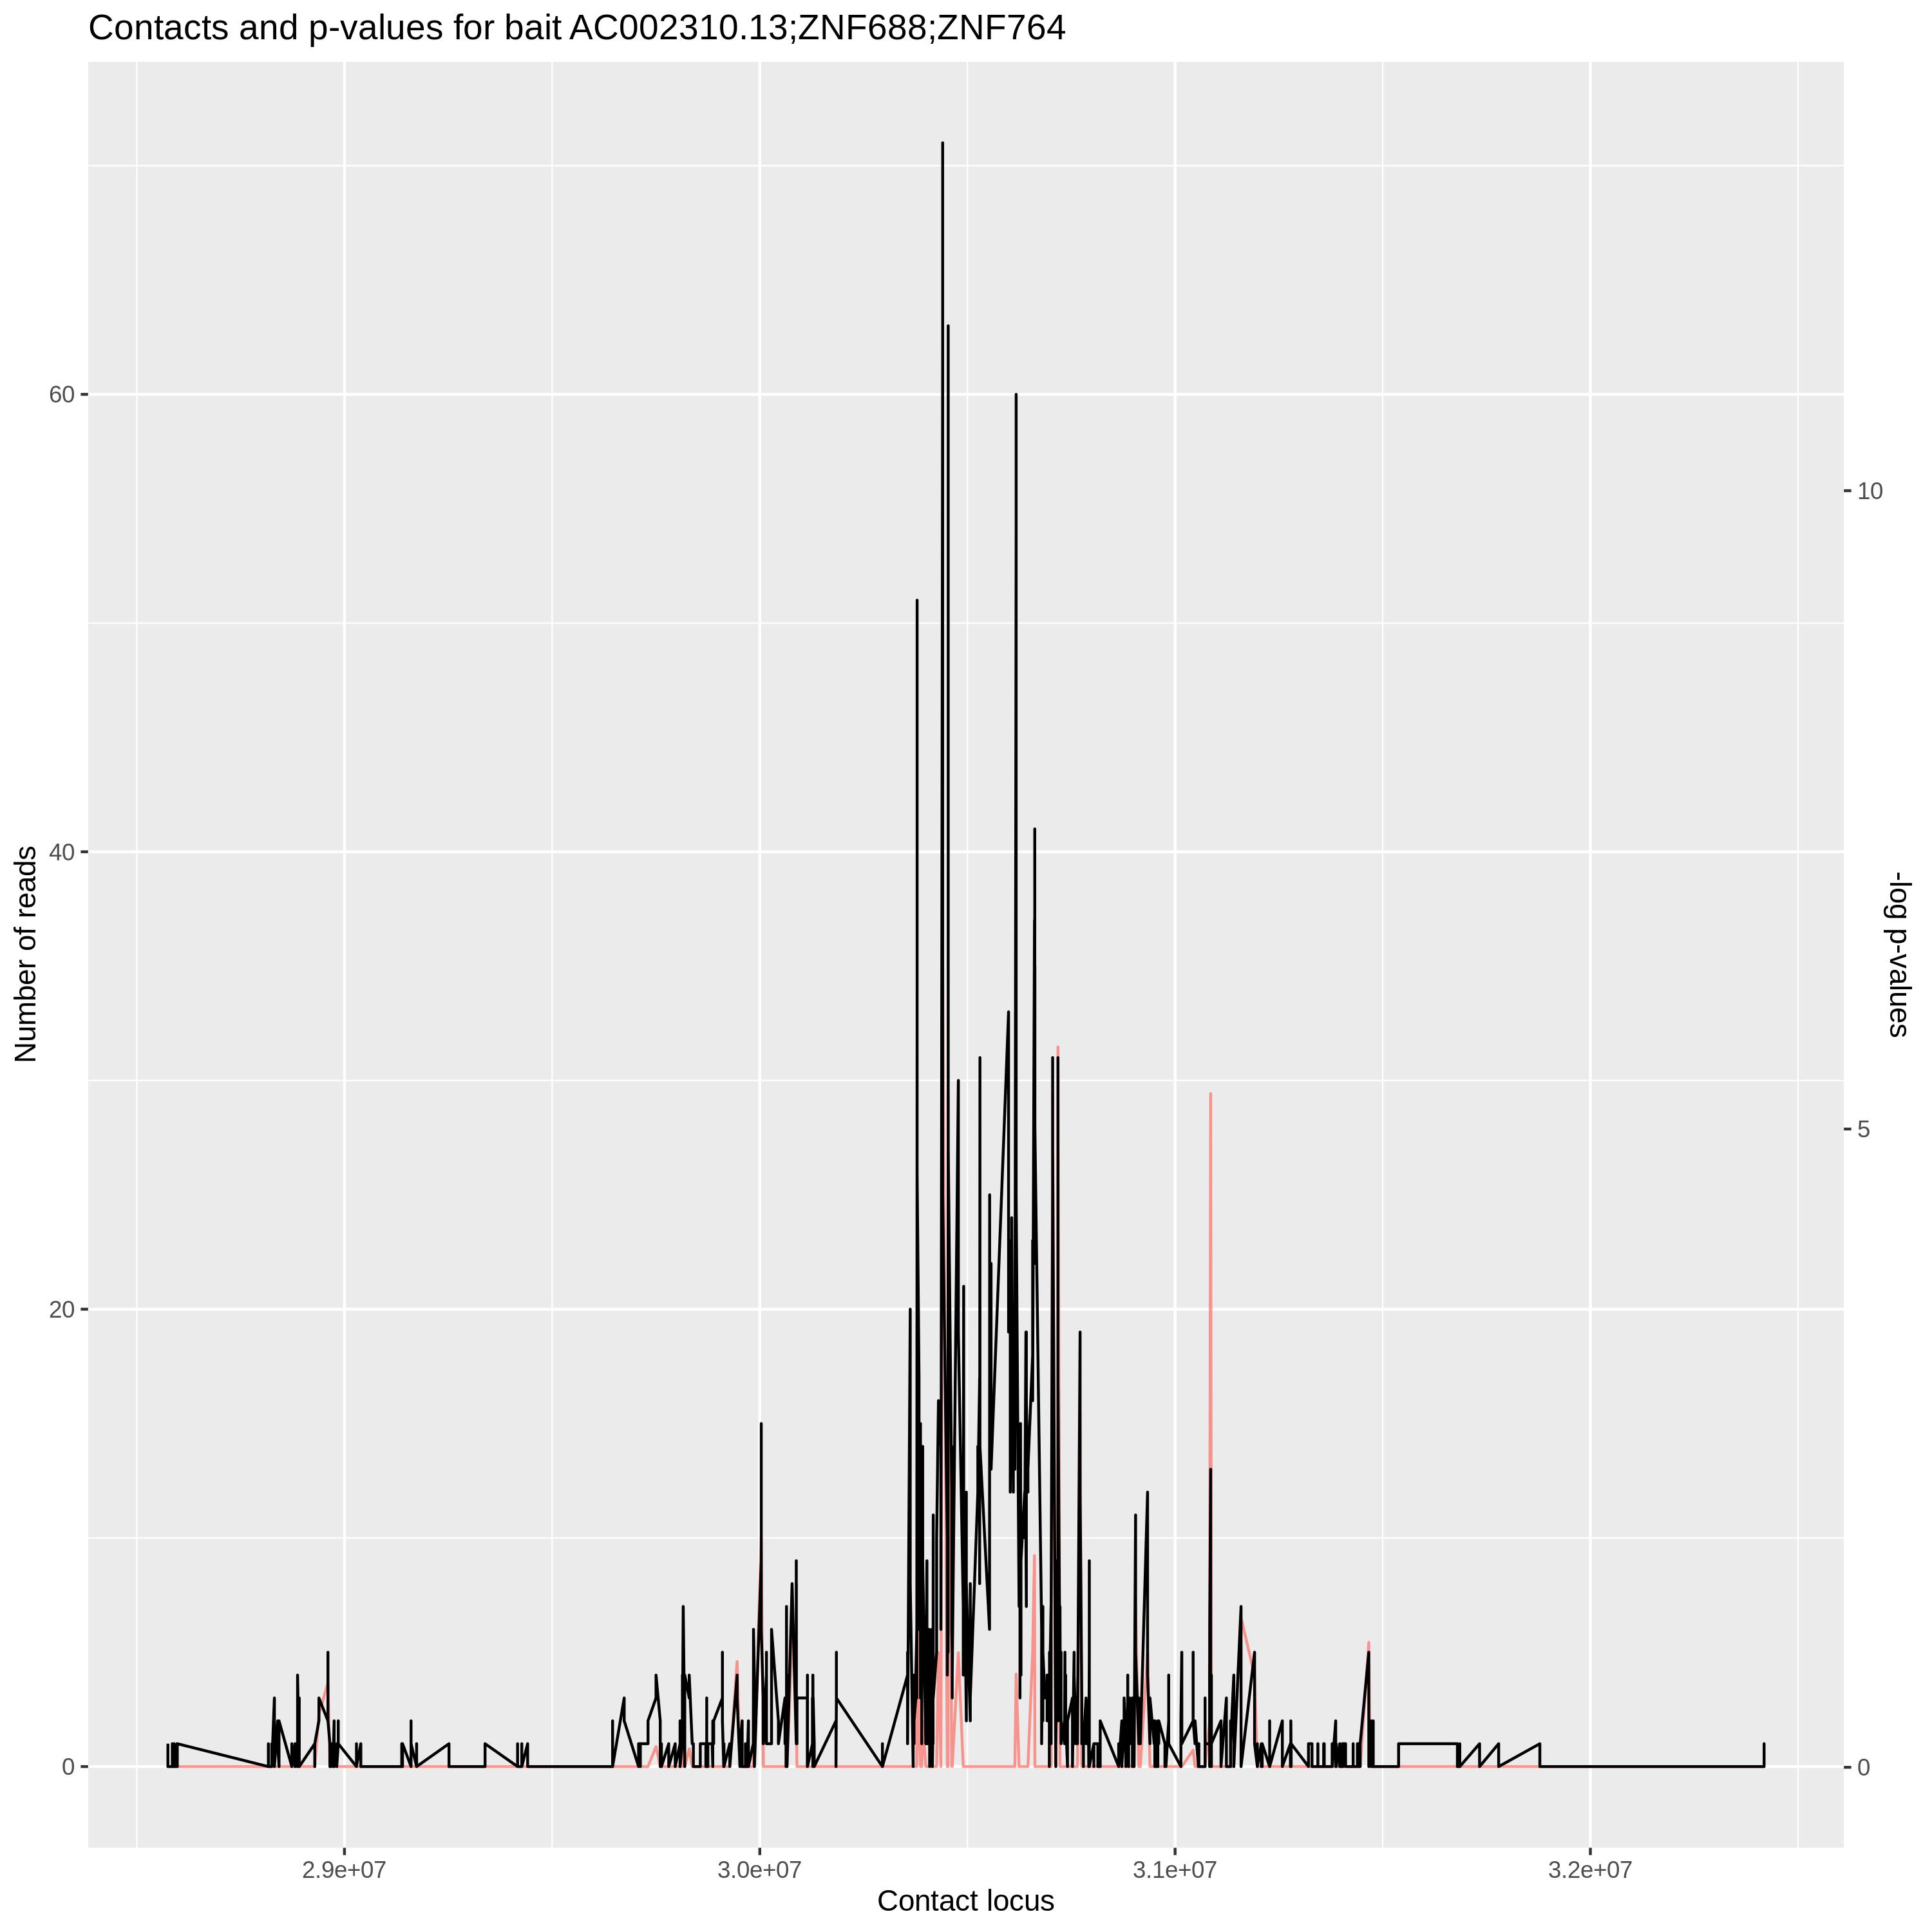 Contacts and p-values for bait AC002310.13;ZNF688;ZNF764
60
40
20
0
Number of reads
10
5
0
-log p-values
2.9e+07
3.0e+07
3.1e+07
3.2e+07
Contact locus